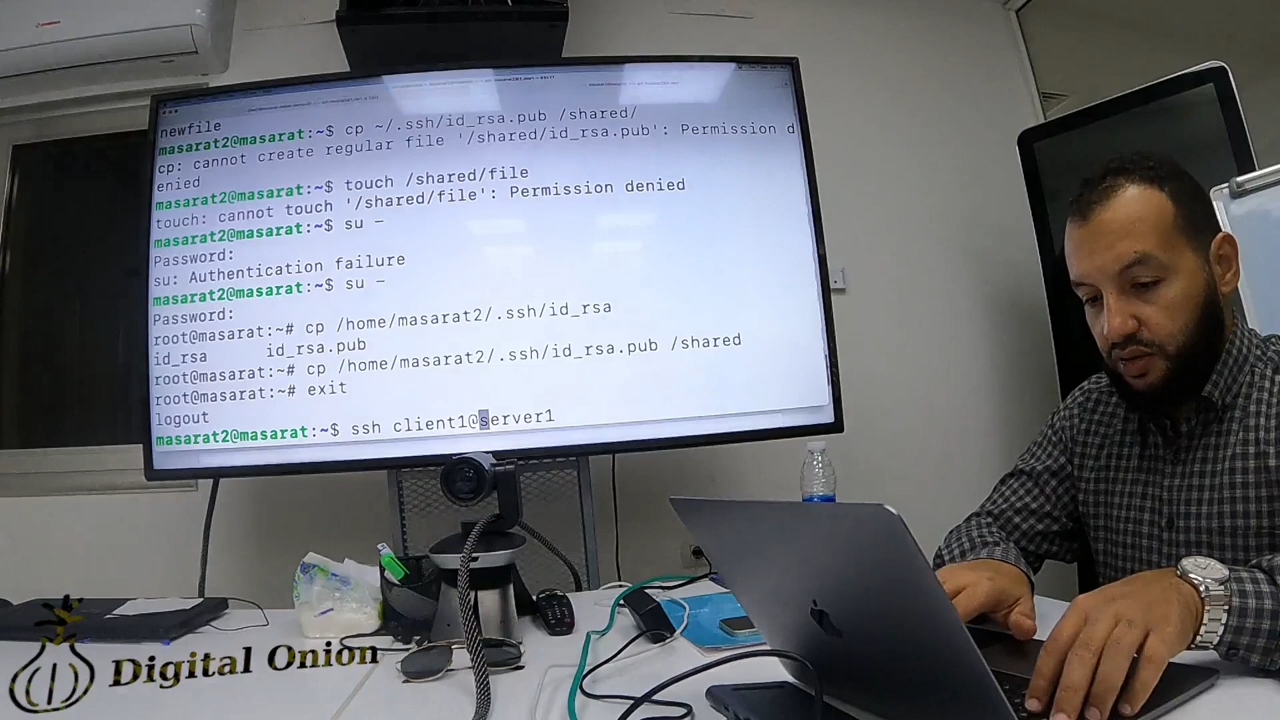 newfile
masarat2@masarat:~$ cp ~/.ssh/id_rsa.pub /shared/
cp: cannot create regular file '/shared/id_rsa.pub': Permission d
enied
masarat2@masarat:~$ touch /shared/file
touch: cannot touch '/shared/file': Permission denied
masarat2@masarat:~$ su -
Password:
su: Authentication failure
masarat2@masarat:~$ su -
Password:
root@masarat:~# cp /home/masarat2/.ssh/id_rsa
id_rsa id_rsa.pub
root@masarat:~# cp /home/masarat2/.ssh/id_rsa.pub /shared
root@masarat:~# exit
logout
masarat2@masarat:~$ ssh client1@server1
Digital Onion